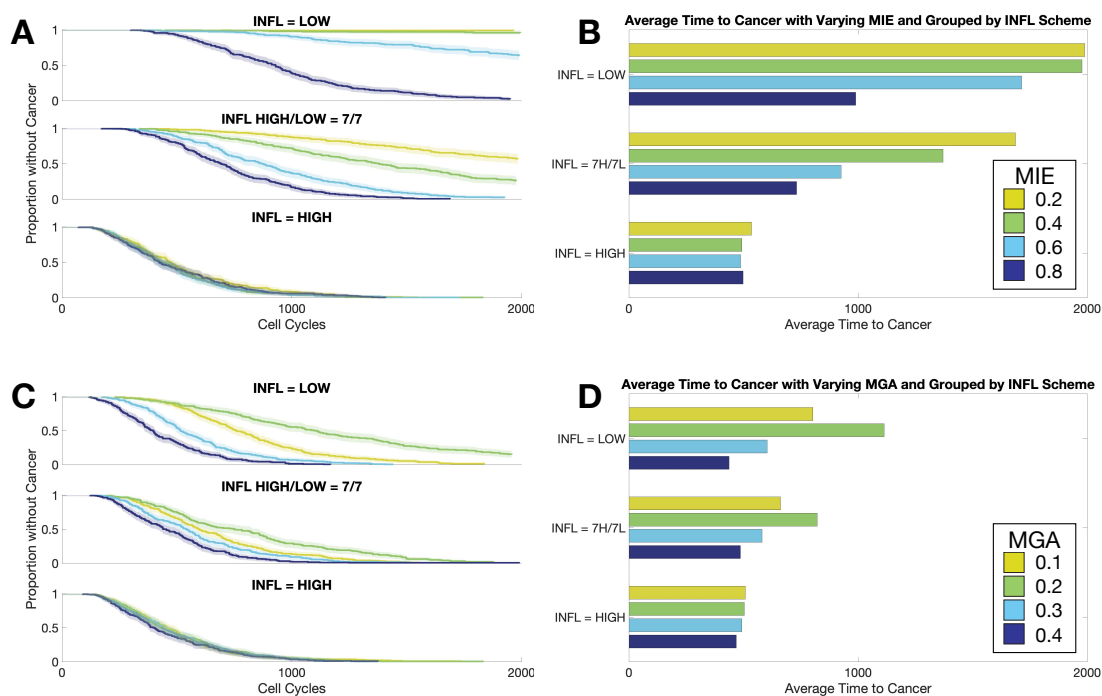 A
INFL = LOW
1
0.5
0
INFL HIGH/LOW = 7/7
1
0.5
0
INFL = HIGH
1
0.5
0
0
1000
2000
Cell Cycles
Proportion without Cancer
B
Average Time to Cancer with Varying MIE and Grouped by INFL Scheme
INFL = LOW
INFL = 7H/7L
INFL = HIGH
0
1000
2000
Average Time to Cancer
MIE
0.2
0.4
0.6
0.8
C
INFL = LOW
1
0.5
0
INFL HIGH/LOW = 7/7
1
0.5
0
INFL = HIGH
1
0.5
0
0
1000
2000
Cell Cycles
Proportion without Cancer
D
Average Time to Cancer with Varying MGA and Grouped by INFL Scheme
INFL = LOW
INFL = 7H/7L
INFL = HIGH
0
1000
2000
Average Time to Cancer
MGA
0.1
0.2
0.3
0.4